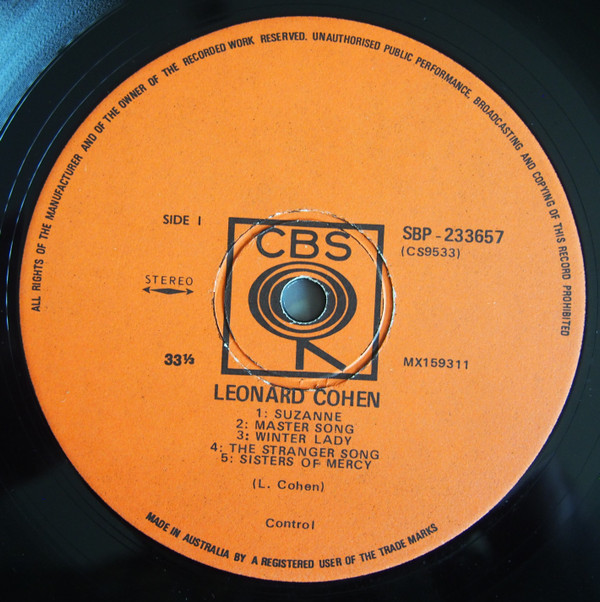 ALL RIGHTS OF THE MANUFACTURER AND OF THE OWNER OF THE RECORDED WORK RESERVED. UNAUTHORISED PUBLIC PERFORMANCE, BROADCASTING AND COPYING OF THIS RECORD PROHIBITED
SIDE I
CBS
SBP - 233657
(CS9533)
STEREO
33⅓
MX159311
LEONARD COHEN
1: SUZANNE
2: MASTER SONG
3: WINTER LADY
4: THE STRANGER SONG
5: SISTERS OF MERCY
(L. Cohen)
Control
MADE IN AUSTRALIA BY A REGISTERED USER OF THE TRADE MARKS